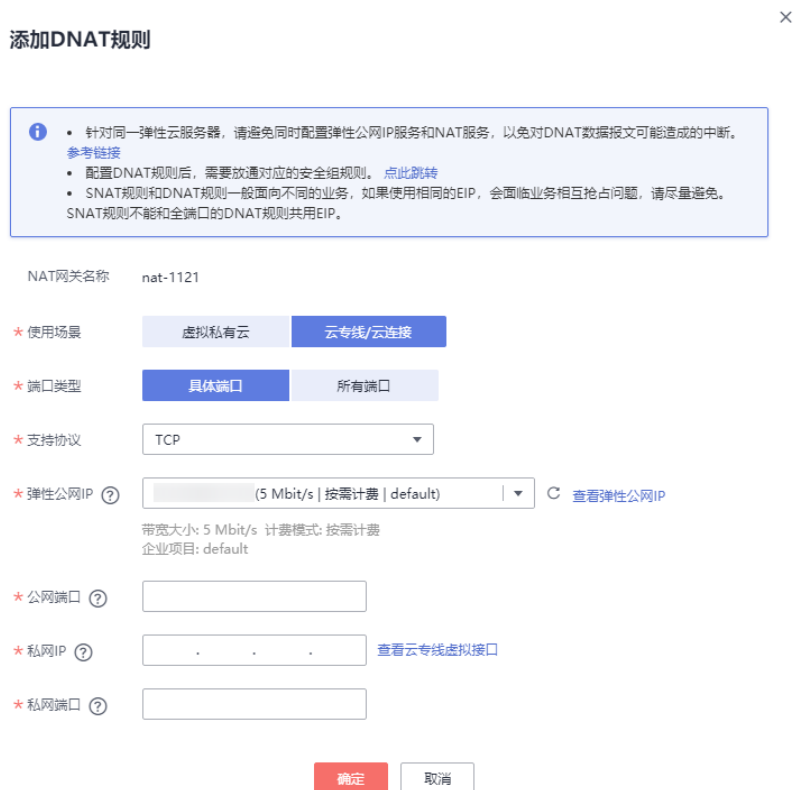 添加DNAT规则
• 针对同一弹性云服务器，请避免同时配置弹性公网IP服务和NAT服务，以免对DNAT数据报文可能造成的中断。
参考链接
• 配置DNAT规则后，需要放通对应的安全组规则。 点此跳转
• SNAT规则和DNAT规则一般面向不同的业务，如果使用相同的EIP，会面临业务相互抢占问题，请尽量避免。
SNAT规则不能和全端口的DNAT规则共用EIP。
NAT网关名称 nat-1121
* 使用场景 虚拟私有云 云专线/云连接
* 端口类型 具体端口 所有端口
* 支持协议 TCP
* 弹性公网IP ? (5 Mbit/s | 按需计费 | default) 查看弹性公网IP
带宽大小: 5 Mbit/s 计费模式: 按需计费
企业项目: default
* 公网端口 ?
* 私网IP ? . . . 查看云专线虚拟接口
* 私网端口 ?
确定 取消